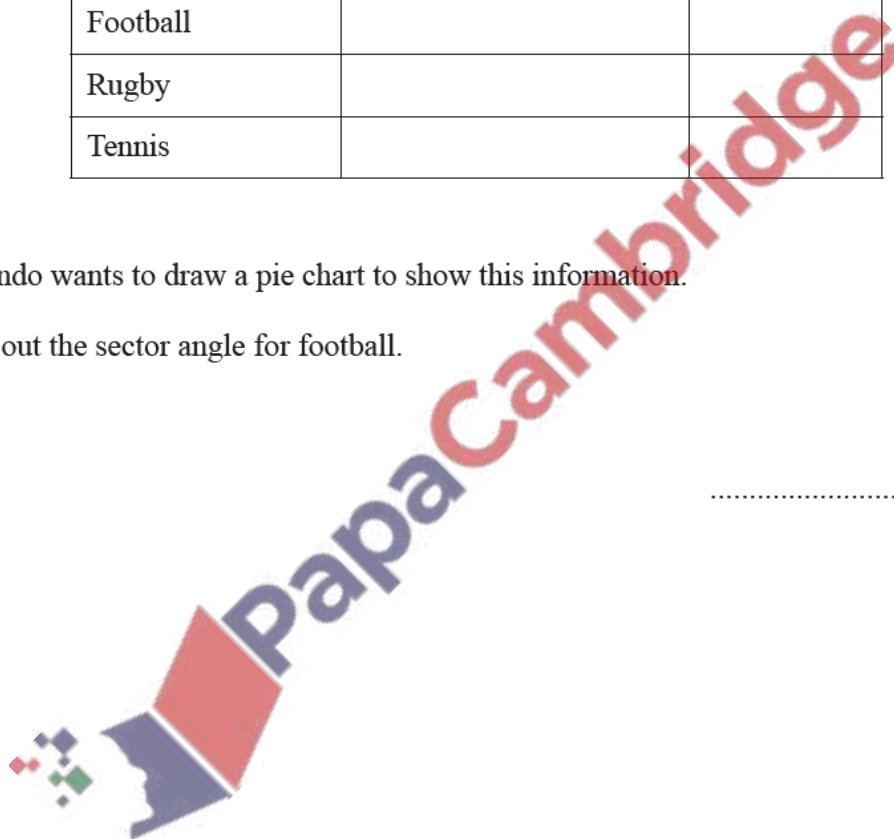 Football
Rugby
Tennis
ndo wants to draw a pie chart to show this information.
out the sector angle for football.
................................
PapaCambridge